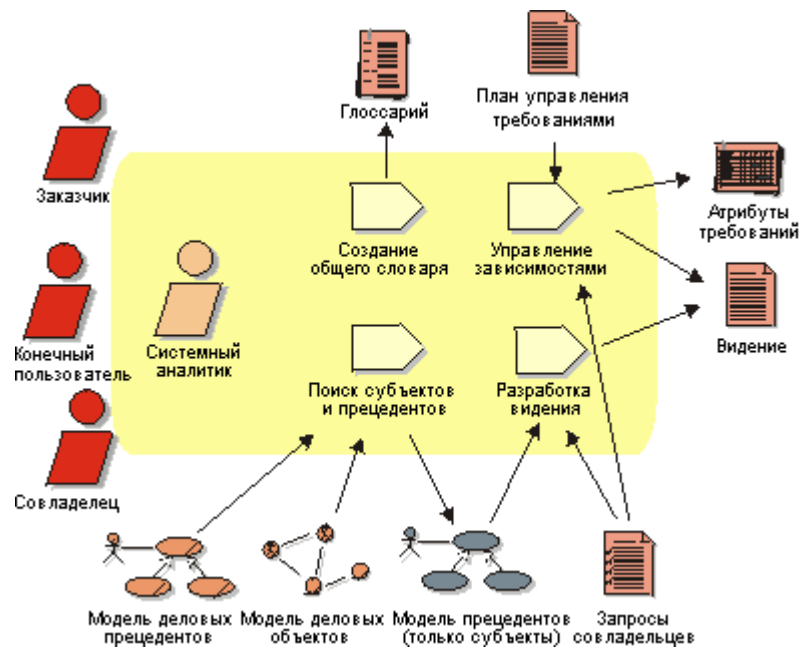 Глоссарий
План управления
требованиями
Заказчик
Атрибуты
требований
Создание
общего словаря
Управление
зависимостями
Конечный
пользователь
Системный
аналитик
Видение
Поиск субъектов
и прецедентов
Разработка
видения
Совладелец
Модель деловых
прецедентов
Модель деловых
объектов
Модель прецедентов
(только субъекты)
Запросы
совладельцев